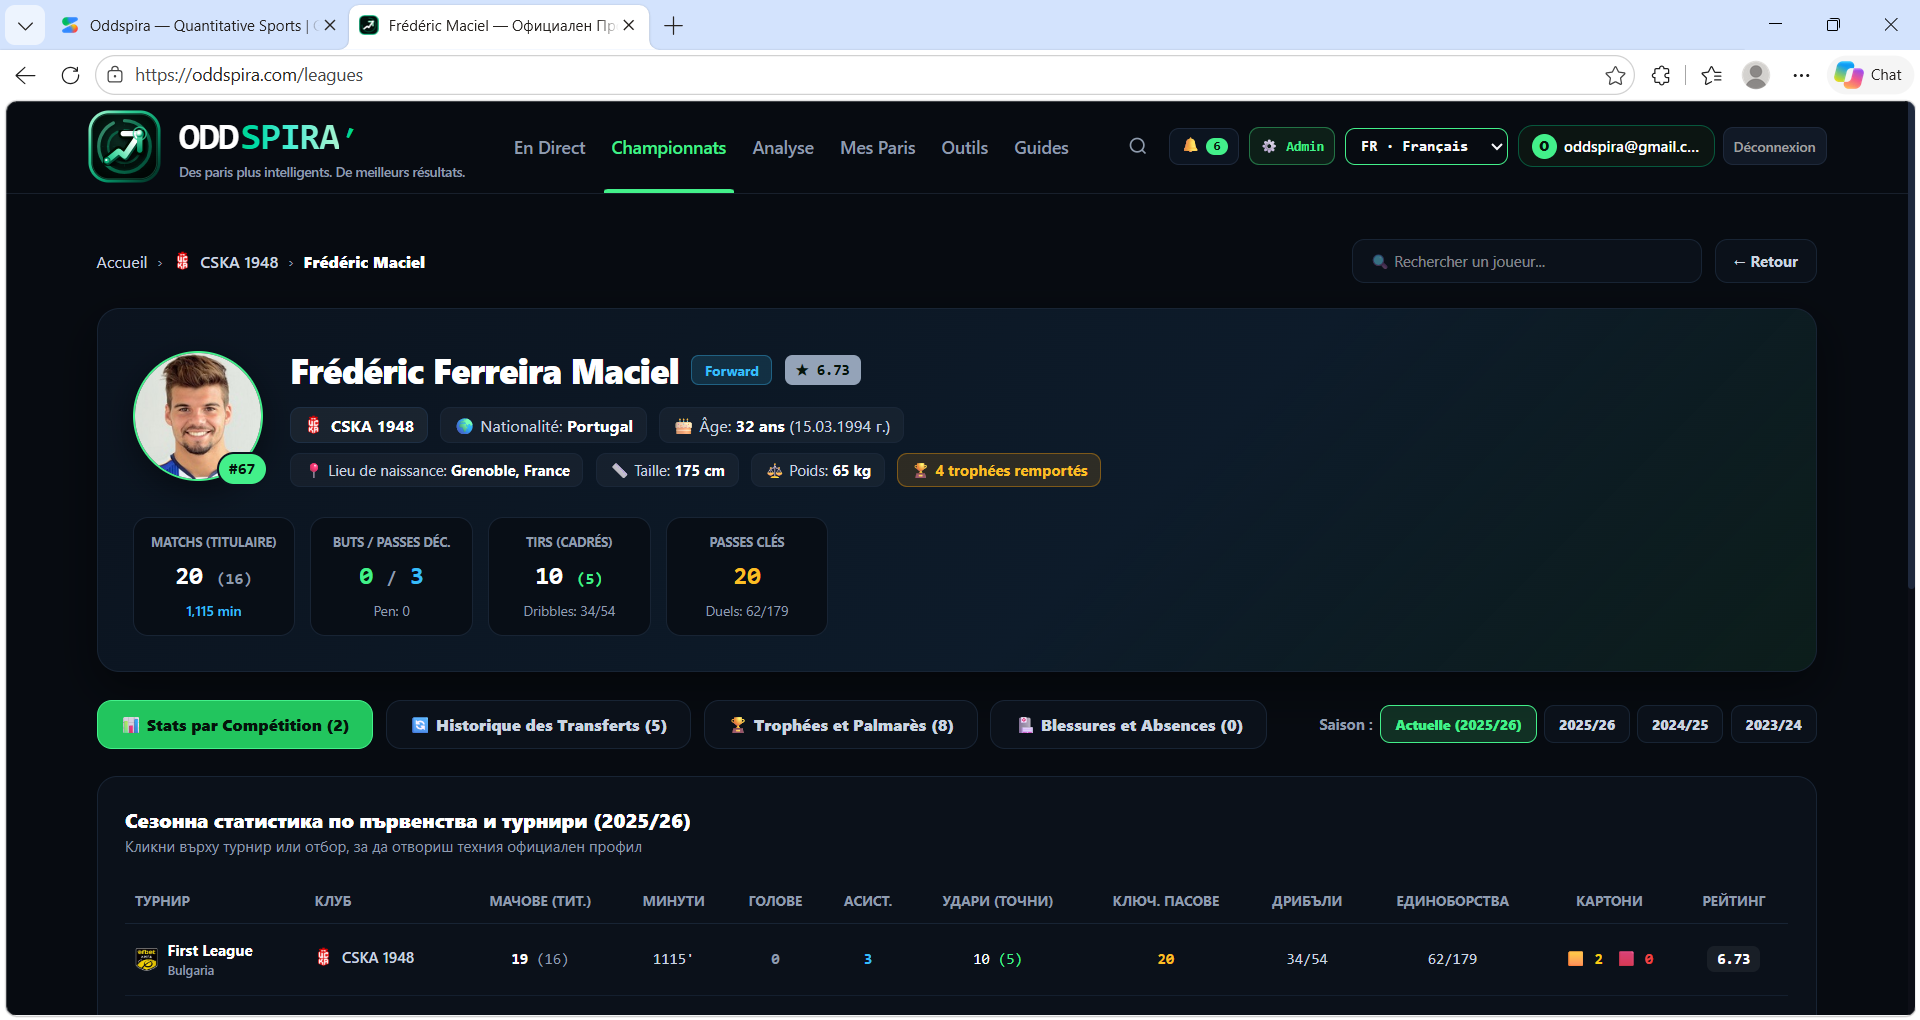 Oddspira — Quantitative Sports |
Frédéric Maciel — Официален Пр
https://oddspira.com/leagues
Chat
ODDSPIRA
Des paris plus intelligents. De meilleurs résultats.
En Direct
Championnats
Analyse
Mes Paris
Outils
Guides
6
Admin
FR · Français
O
oddspira@gmail.c...
Déconnexion
Accueil › CSKA 1948 › Frédéric Maciel
Rechercher un joueur...
← Retour
Frédéric Ferreira Maciel
Forward
★ 6.73
#67
CSKA 1948
Nationalité: Portugal
Âge: 32 ans (15.03.1994 г.)
Lieu de naissance: Grenoble, France
Taille: 175 cm
Poids: 65 kg
4 trophées remportés
MATCHS (TITULAIRE)
20 (16)
1,115 min
BUTS / PASSES DÉC.
0 / 3
Pen: 0
TIRS (CADRÉS)
10 (5)
Dribbles: 34/54
PASSES CLÉS
20
Duels: 62/179
Stats par Compétition (2)
Historique des Transferts (5)
Trophées et Palmarès (8)
Blessures et Absences (0)
Saison :
Actuelle (2025/26)
2025/26
2024/25
2023/24
Сезонна статистика по първенства и турнири (2025/26)
Кликни върху турнир или отбор, за да отвориш техния официален профил
ТУРНИР КЛУБ МАЧОВЕ (ТИТ.) МИНУТИ ГОЛОВЕ АСИСТ. УДАРИ (ТОЧНИ) КЛЮЧ. ПАСОВЕ ДРИБЪЛИ ЕДИНОБОРСТВА КАРТОНИ РЕЙТИНГ
First League CSKA 1948 19 (16) 1115' 0 3 10 (5) 20 34/54 62/179 2 0 6.73
Bulgaria